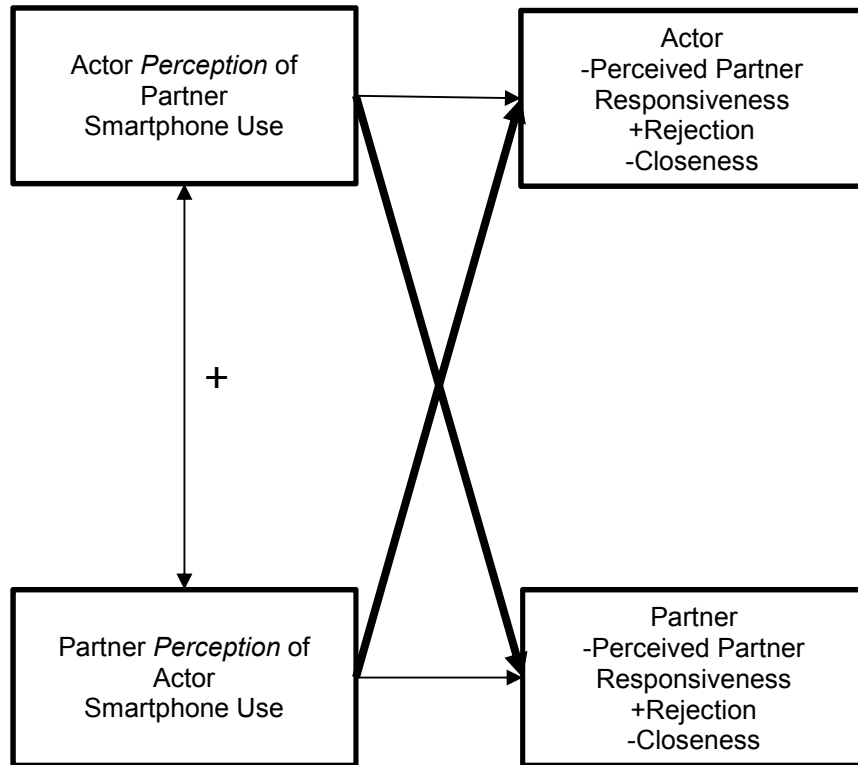 Actor Perception of
Partner
Smartphone Use
Actor
-Perceived Partner
Responsiveness
+Rejection
-Closeness
+
Partner Perception of
Actor
Smartphone Use
Partner
-Perceived Partner
Responsiveness
+Rejection
-Closeness